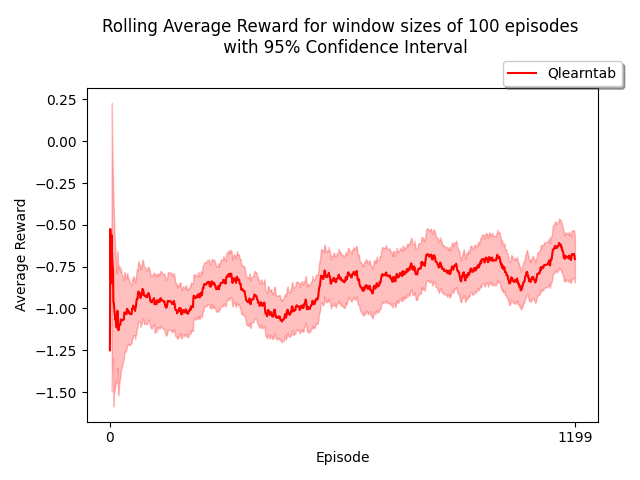 Rolling Average Reward for window sizes of 100 episodes
with 95% Confidence Interval
Qlearntab
0.25
0.00
−0.25
−0.50
−0.75
−1.00
−1.25
−1.50
Average Reward
0
1199
Episode